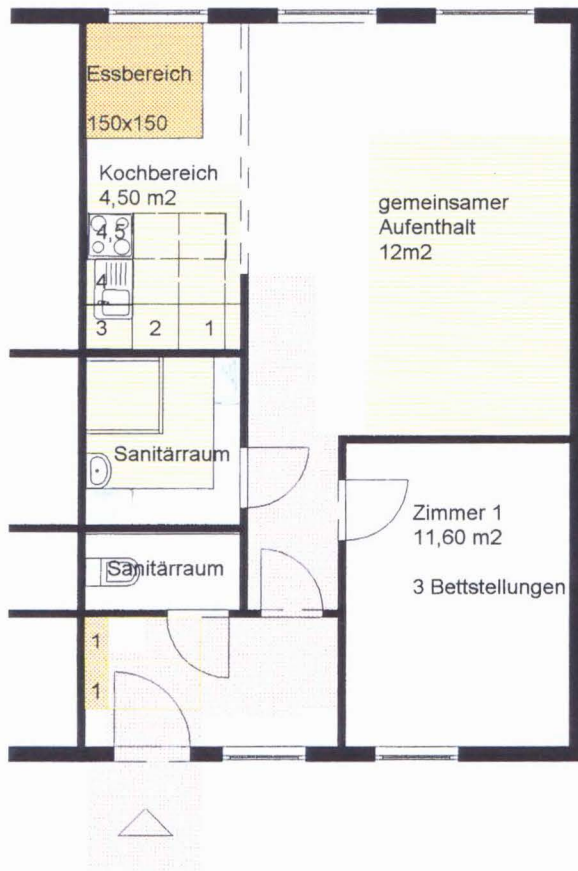 Essbereich
150x150
Kochbereich
4,50 m2
4,5
4
3 2 1
gemeinsamer
Aufenthalt
12m2
Sanitärraum
Zimmer 1
11,60 m2
3 Bettstellungen
Sanitärraum
1
1